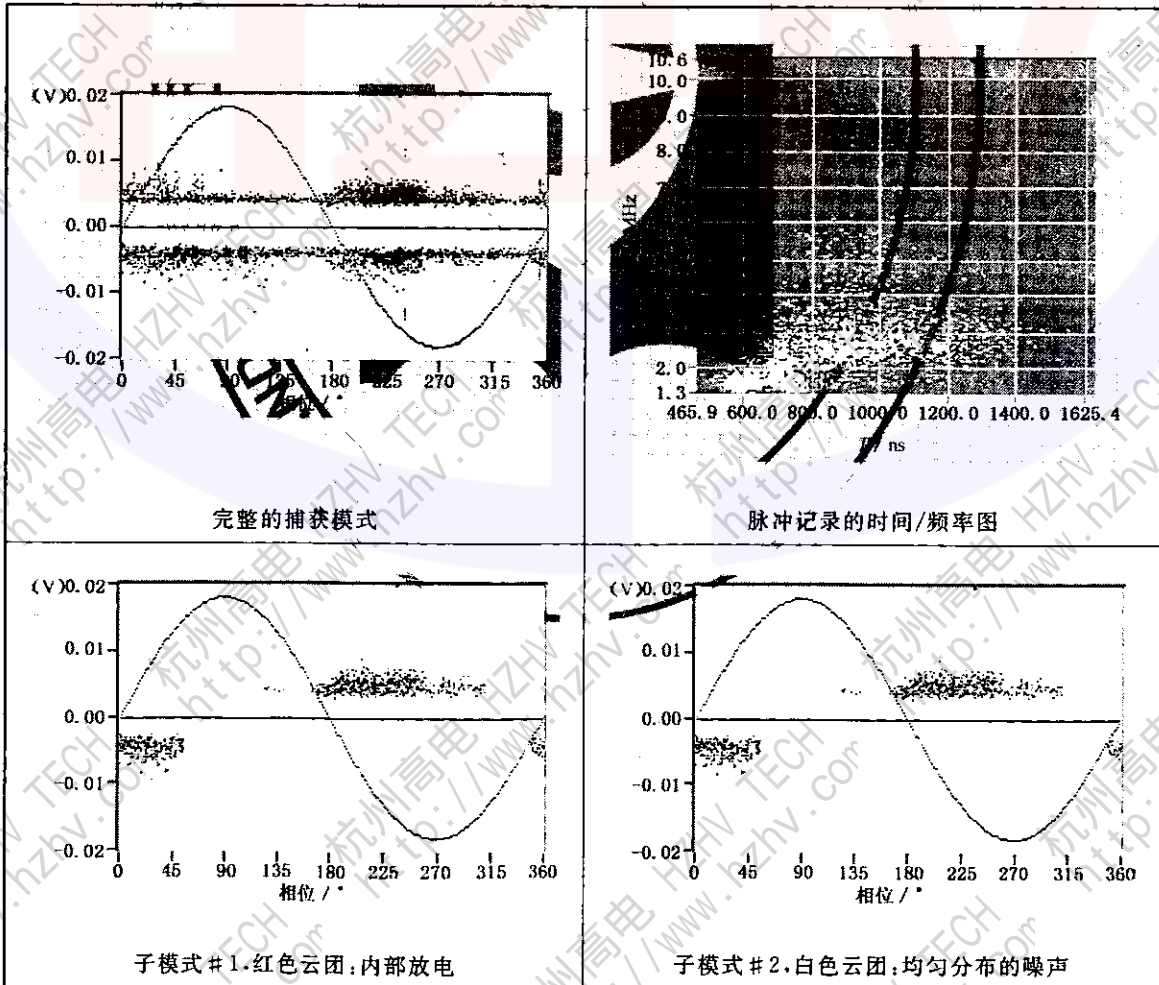 (V)0.02
0.01
0.00
-0.01
-0.02
0 45 90 135 180 225 270 315 360
10.6
10.0
8.0
2.0
1.3
465.9 600.0 800.0 1000.0 1200.0 1400.0 1625.4
ns
完整的捕获模式
脉冲记录的时间/频率图
(V)0.02
0.01
0.00
-0.01
-0.02
0 45 90 135 180 225 270 315 360
相位/°
(V)0.02
0.01
0.00
-0.01
-0.02
0 45 90 135 180 225 270 315 360
相位/°
子模式#1.红色云团:内部放电
子模式#2.白色云团:均匀分布的噪声
杭州高电 HZHV TECH
http://www.hzhv.com